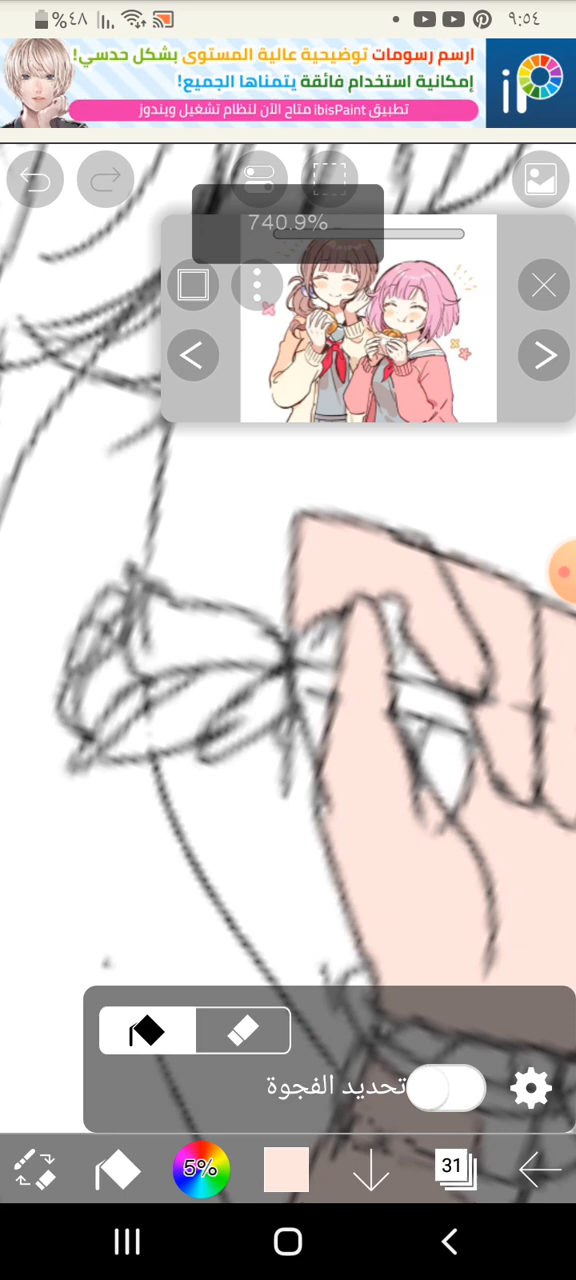 %٤٨
٩:٥٤
ارسم رسومات توضيحية عالية المستوى بشكل حدسي!
إمكانية استخدام فائقة يتمناها الجميع!
تطبيق ibisPaint متاح الآن لنظام تشغيل ويندوز
ip
740.9%
تحديد الفجوة
5%
31